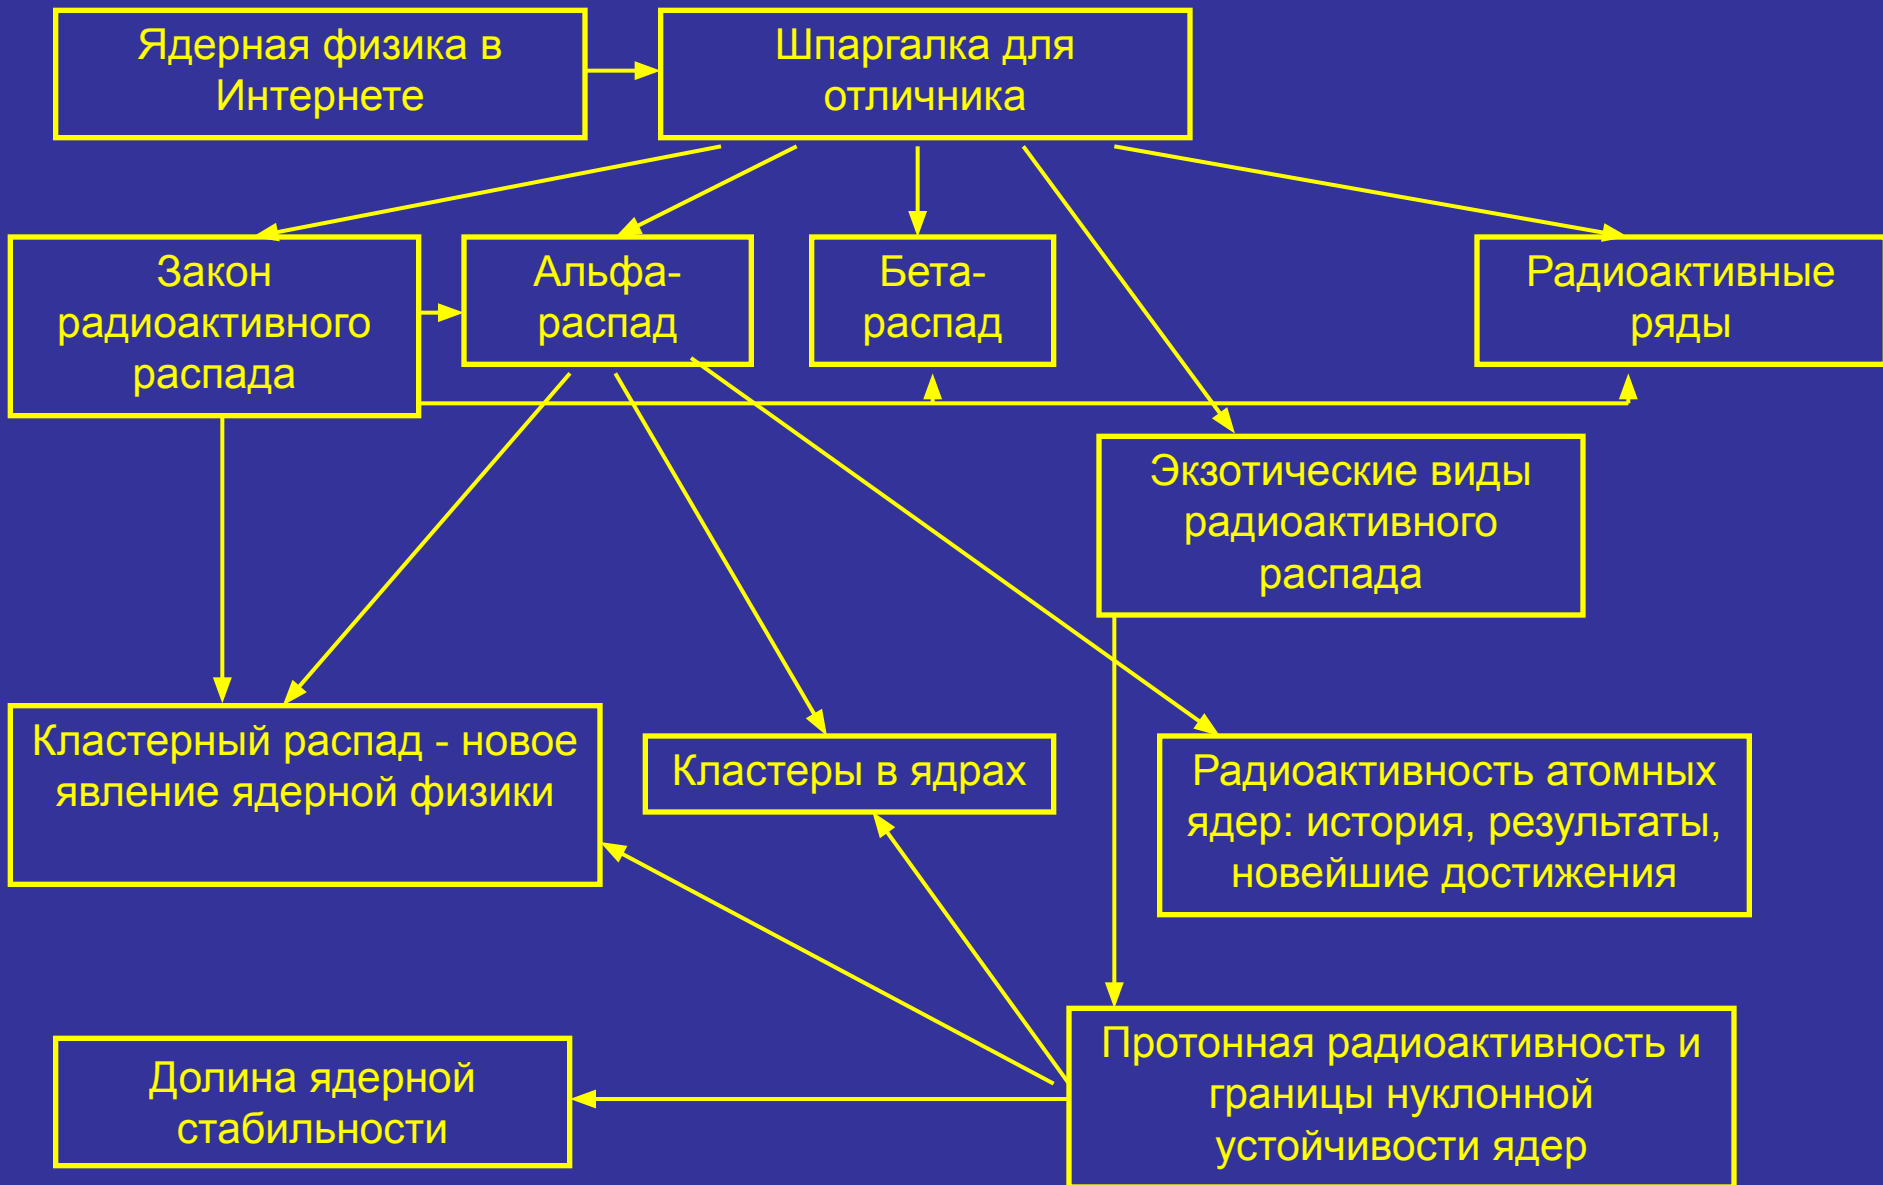 Ядерная физика в
Интернете
Шпаргалка для
отличника
Закон
радиоактивного
распада
Альфа-
распад
Бета-
распад
Радиоактивные
ряды
Экзотические виды
радиоактивного
распада
Кластерный распад - новое
явление ядерной физики
Кластеры в ядрах
Радиоактивность атомных
ядер: история, результаты,
новейшие достижения
Долина ядерной
стабильности
Протонная радиоактивность и
границы нуклонной
устойчивости ядер